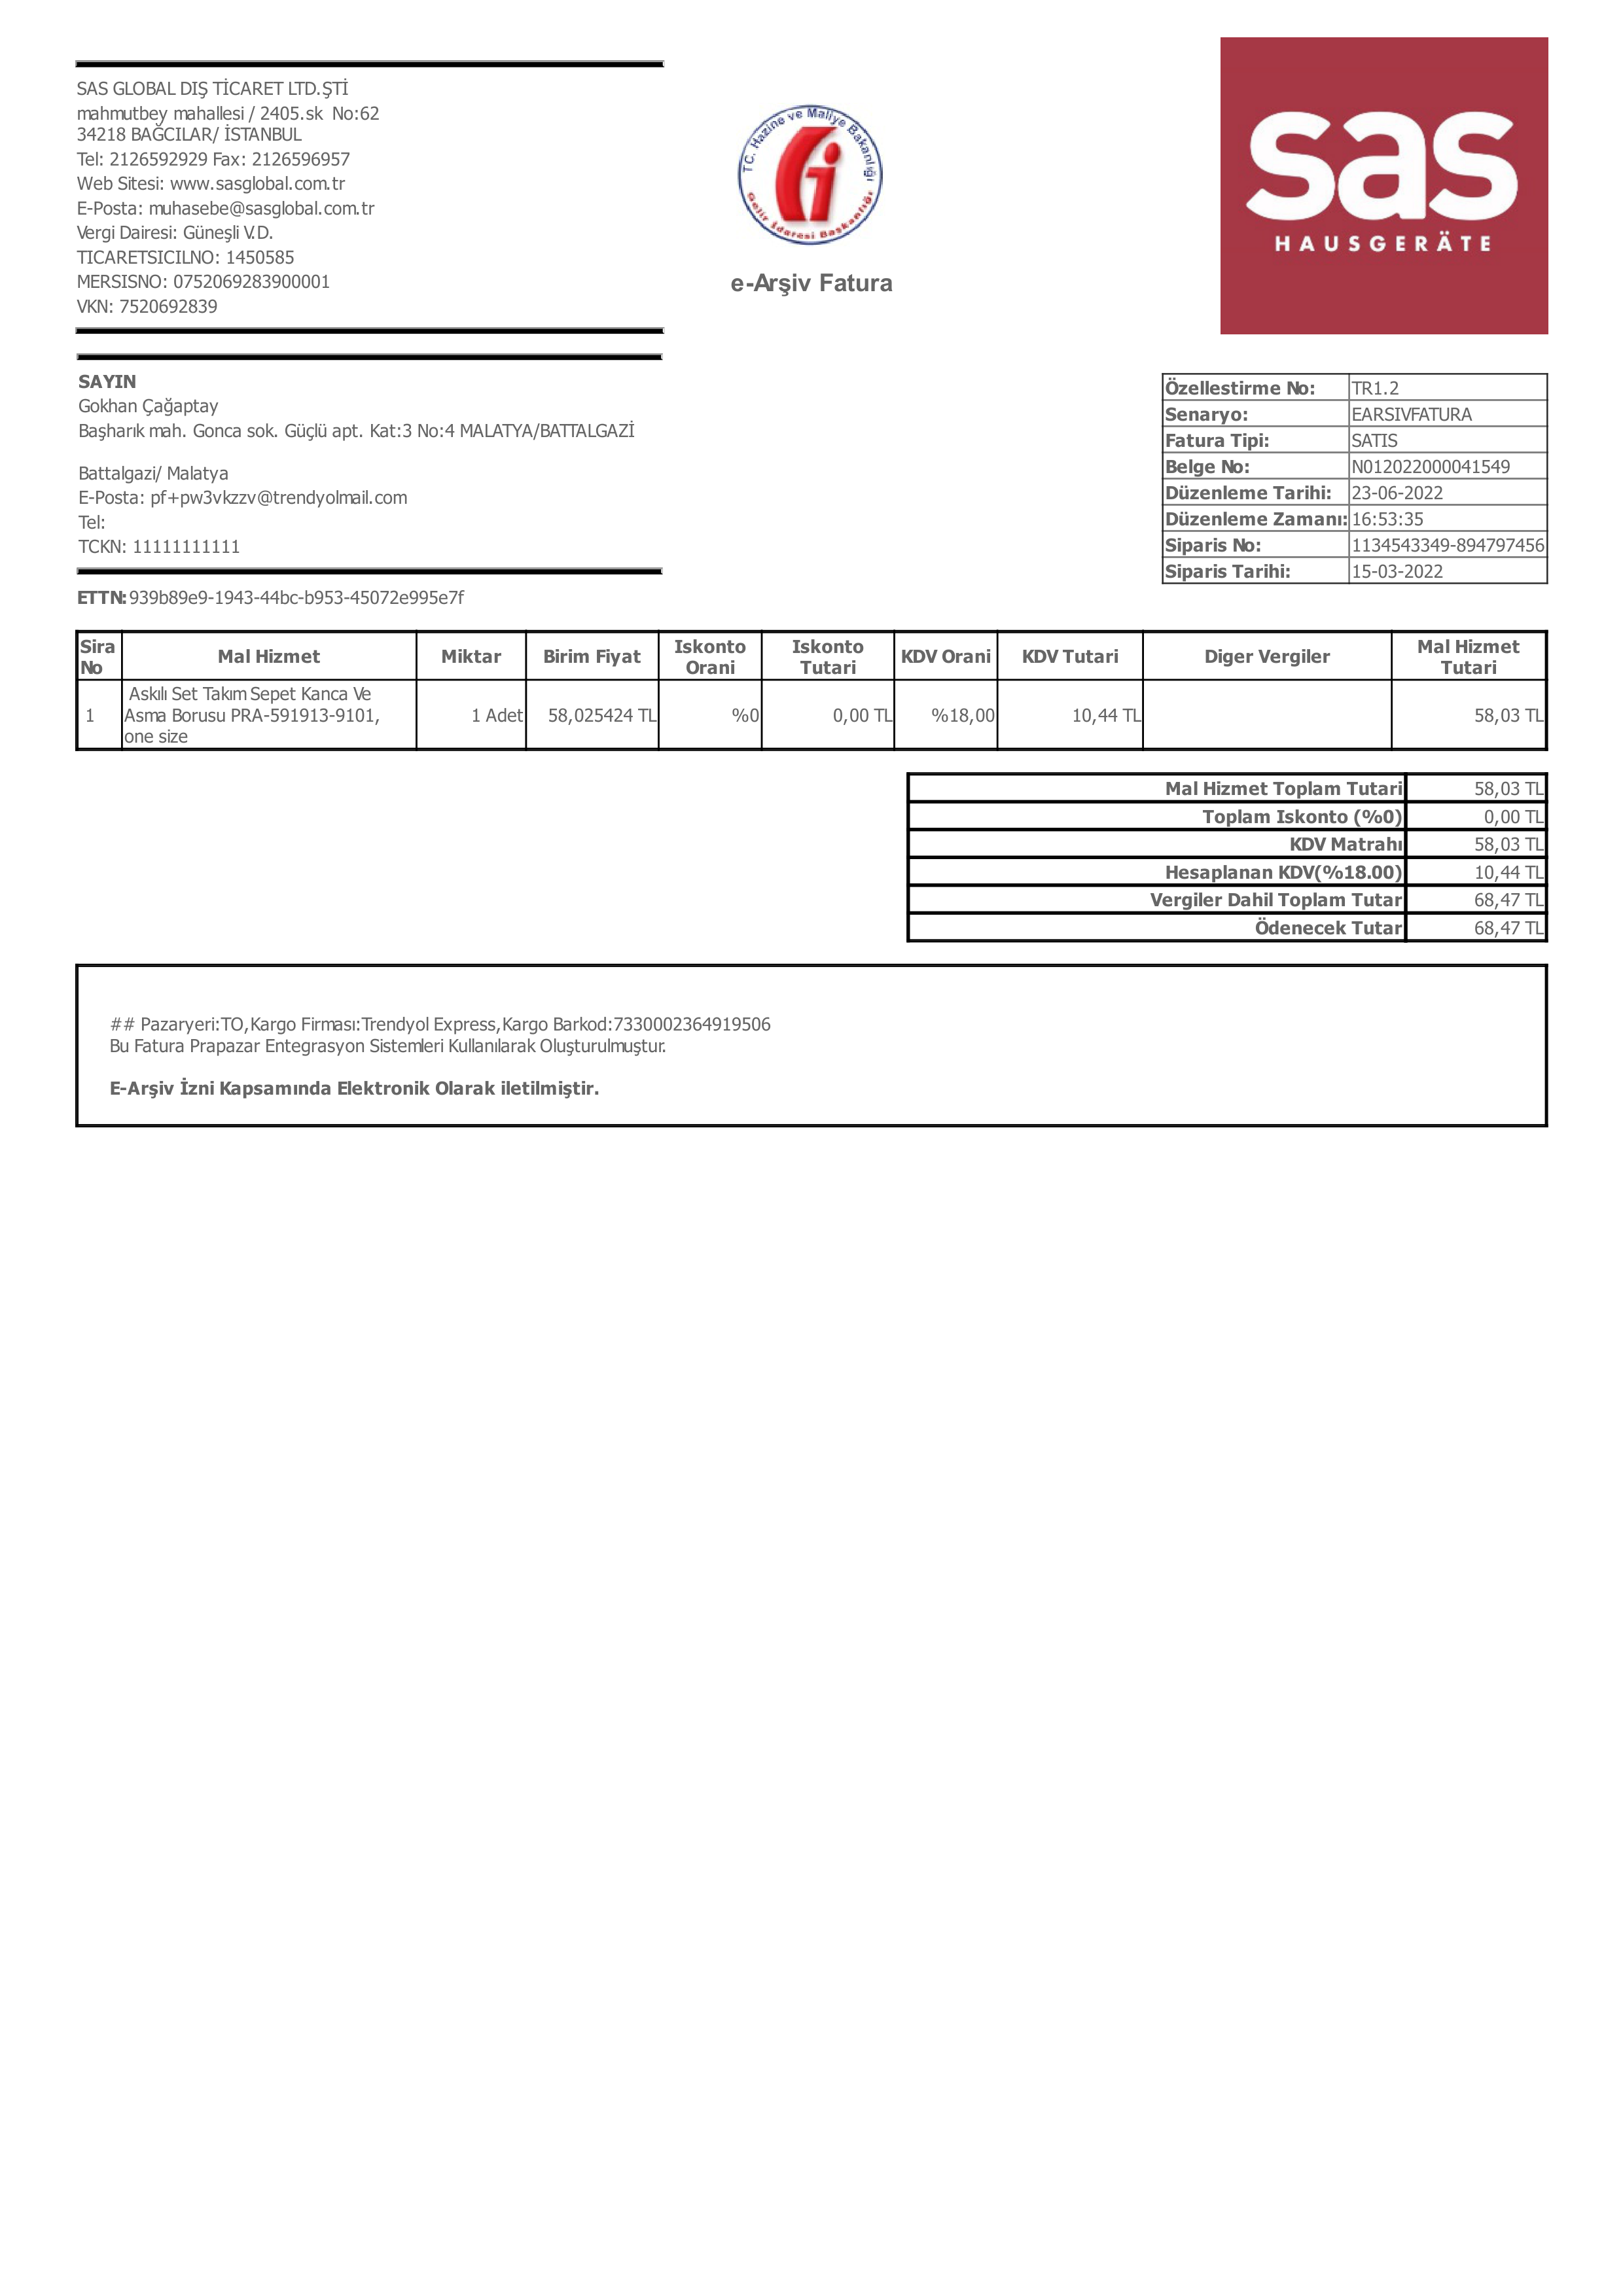 SAS GLOBAL DIŞ TİCARET LTD.ŞTİ
mahmutbey mahallesi / 2405.sk  No:62
34218 BAĞCILAR/ İSTANBUL
Tel: 2126592929 Fax: 2126596957
Web Sitesi: www.sasglobal.com.tr
E-Posta: muhasebe@sasglobal.com.tr
Vergi Dairesi: Güneşli V.D.
TICARETSICILNO: 1450585
MERSISNO: 0752069283900001
VKN: 7520692839
T.C. Hazine ve Maliye Bakanlığı
Gelir İdaresi Başkanlığı
e-Arşiv Fatura
sas
HAUSGERÄTE
SAYIN
Gokhan Çağaptay
Başharık mah. Gonca sok. Güçlü apt. Kat:3 No:4 MALATYA/BATTALGAZİ
Battalgazi/ Malatya
E-Posta: pf+pw3vkzzv@trendyolmail.com
Tel:
TCKN: 11111111111
Özellestirme No: TR1.2
Senaryo: EARSIVFATURA
Fatura Tipi: SATIS
Belge No: N012022000041549
Düzenleme Tarihi: 23-06-2022
Düzenleme Zamanı: 16:53:35
Siparis No: 1134543349-894797456
Siparis Tarihi: 15-03-2022
ETTN: 939b89e9-1943-44bc-b953-45072e995e7f
Sira No Mal Hizmet Miktar Birim Fiyat Iskonto Orani Iskonto Tutari KDV Orani KDV Tutari Diger Vergiler Mal Hizmet Tutari
Askılı Set Takım Sepet Kanca Ve
1 Asma Borusu PRA-591913-9101, 1 Adet 58,025424 TL %0 0,00 TL %18,00 10,44 TL 58,03 TL
one size
Mal Hizmet Toplam Tutari 58,03 TL
Toplam Iskonto (%0) 0,00 TL
KDV Matrahı 58,03 TL
Hesaplanan KDV(%18.00) 10,44 TL
Vergiler Dahil Toplam Tutar 68,47 TL
Ödenecek Tutar 68,47 TL
## Pazaryeri:TO,Kargo Firması:Trendyol Express,Kargo Barkod:7330002364919506
Bu Fatura Prapazar Entegrasyon Sistemleri Kullanılarak Oluşturulmuştur.
E-Arşiv İzni Kapsamında Elektronik Olarak iletilmiştir.